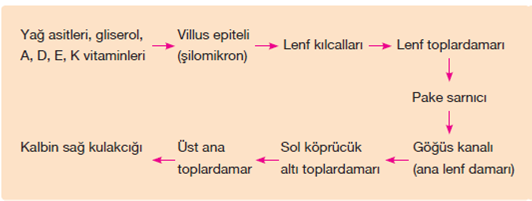 Yağ asitleri, gliserol,
A, D, E, K vitaminleri
Villus epiteli
(şilomikron)
Lenf kılcalları
Lenf toplardamarı
Pake sarnıcı
Göğüs kanalı
(ana lenf damarı)
Sol köprücük
altı toplardamarı
Üst ana
toplardamar
Kalbin sağ kulakcığı